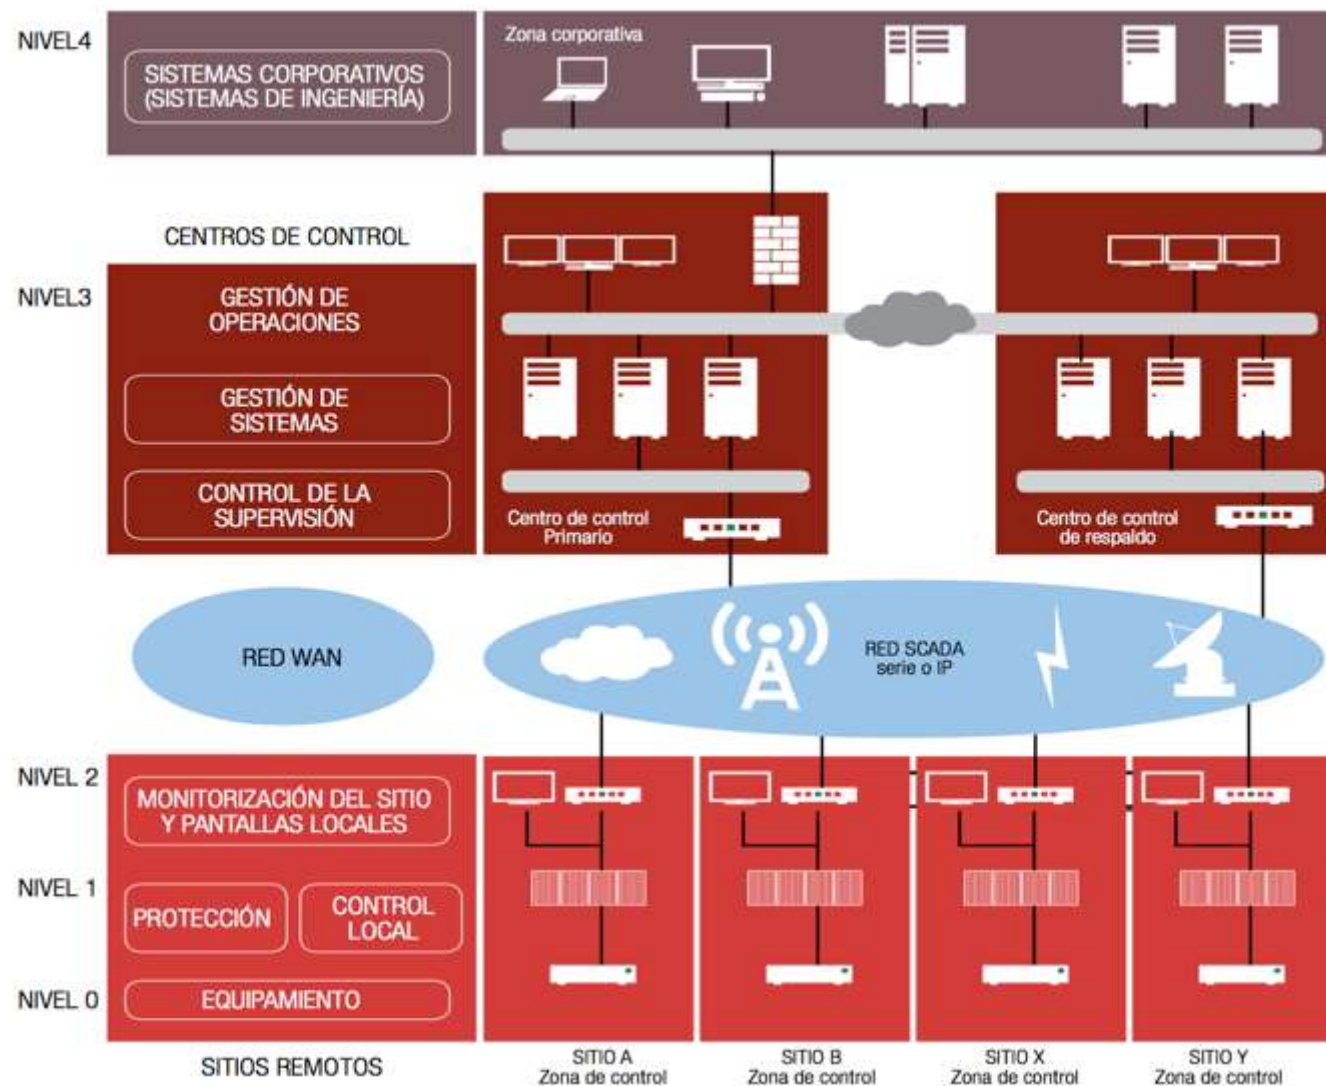 NIVEL4
SISTEMAS CORPORATIVOS
(SISTEMAS DE INGENIERÍA)
Zona corporativa
CENTROS DE CONTROL
NIVEL3
GESTIÓN DE
OPERACIONES
GESTIÓN DE
SISTEMAS
CONTROL DE LA
SUPERVISIÓN
Centro de control
Primario
Centro de control
de respaldo
RED WAN
RED SCADA
serie o IP
NIVEL 2
MONITORIZACIÓN DEL SITIO
Y PANTALLAS LOCALES
NIVEL 1
PROTECCIÓN
CONTROL
LOCAL
NIVEL 0
EQUIPAMIENTO
SITIOS REMOTOS
SITIO A
Zona de control
SITIO B
Zona de control
SITIO X
Zona de control
SITIO Y
Zona de control